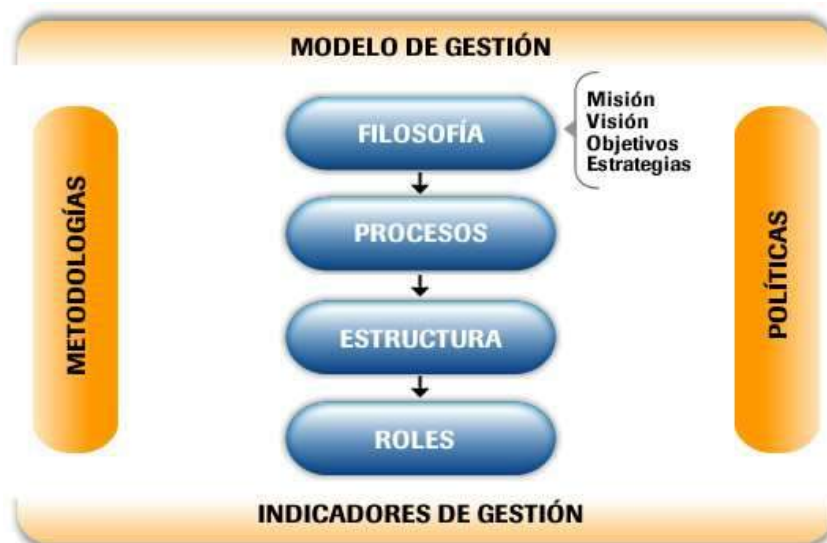 MODELO DE GESTIÓN
FILOSOFÍA
Misión
Visión
Objetivos
Estrategias
METODOLOGÍAS
PROCESOS
ESTRUCTURA
ROLES
POLÍTICAS
INDICADORES DE GESTIÓN